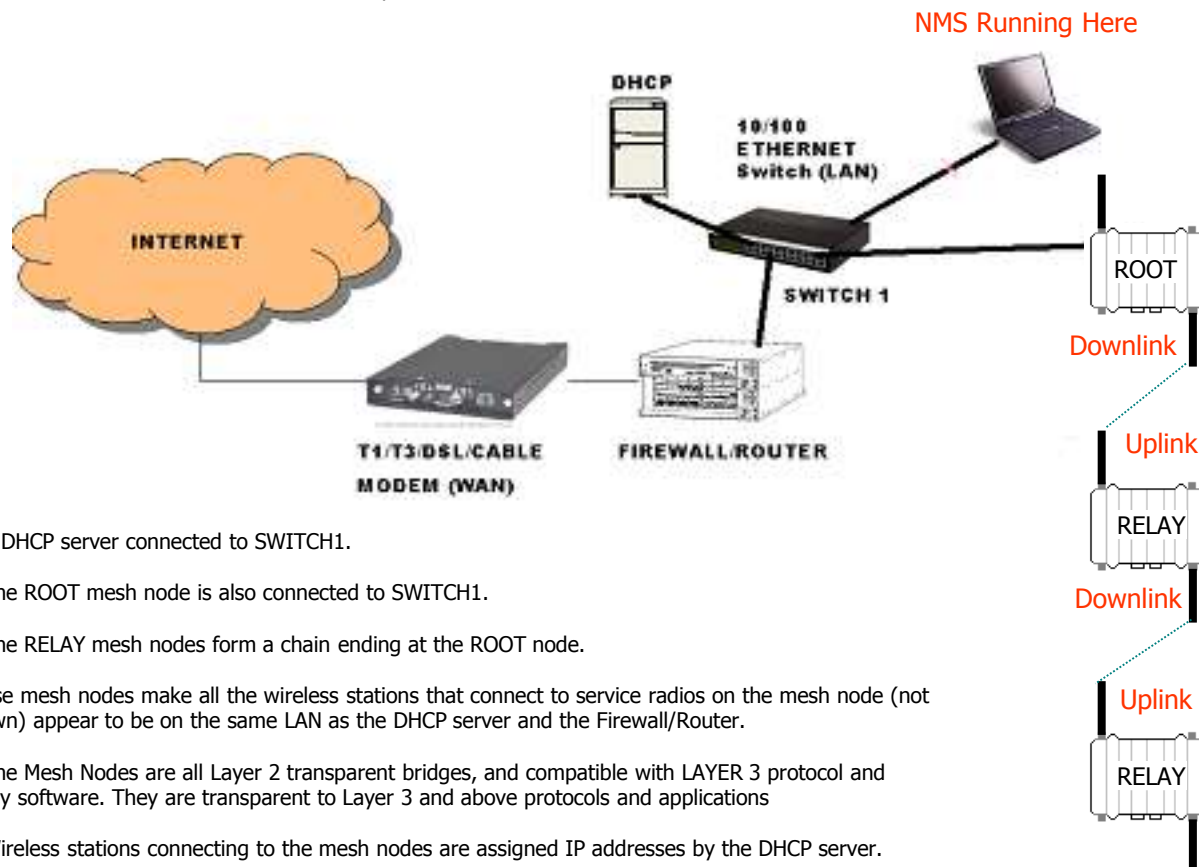 NMS Running Here
DHCP
10/100
ETHERNET
Switch (LAN)
INTERNET
ROOT
SWITCH 1
Downlink
Uplink
T1/T3/DSL/CABLE
MODEM (WAN)
FIREWALL/ROUTER
RELAY
DHCP server connected to SWITCH1.
ROOT mesh node is also connected to SWITCH1.
Downlink
RELAY mesh nodes form a chain ending at the ROOT node.
mesh nodes make all the wireless stations that connect to service radios on the mesh node (not
appear to be on the same LAN as the DHCP server and the Firewall/Router.
Uplink
Mesh Nodes are all Layer 2 transparent bridges, and compatible with LAYER 3 protocol and
software. They are transparent to Layer 3 and above protocols and applications
RELAY
ireless stations connecting to the mesh nodes are assigned IP addresses by the DHCP server.